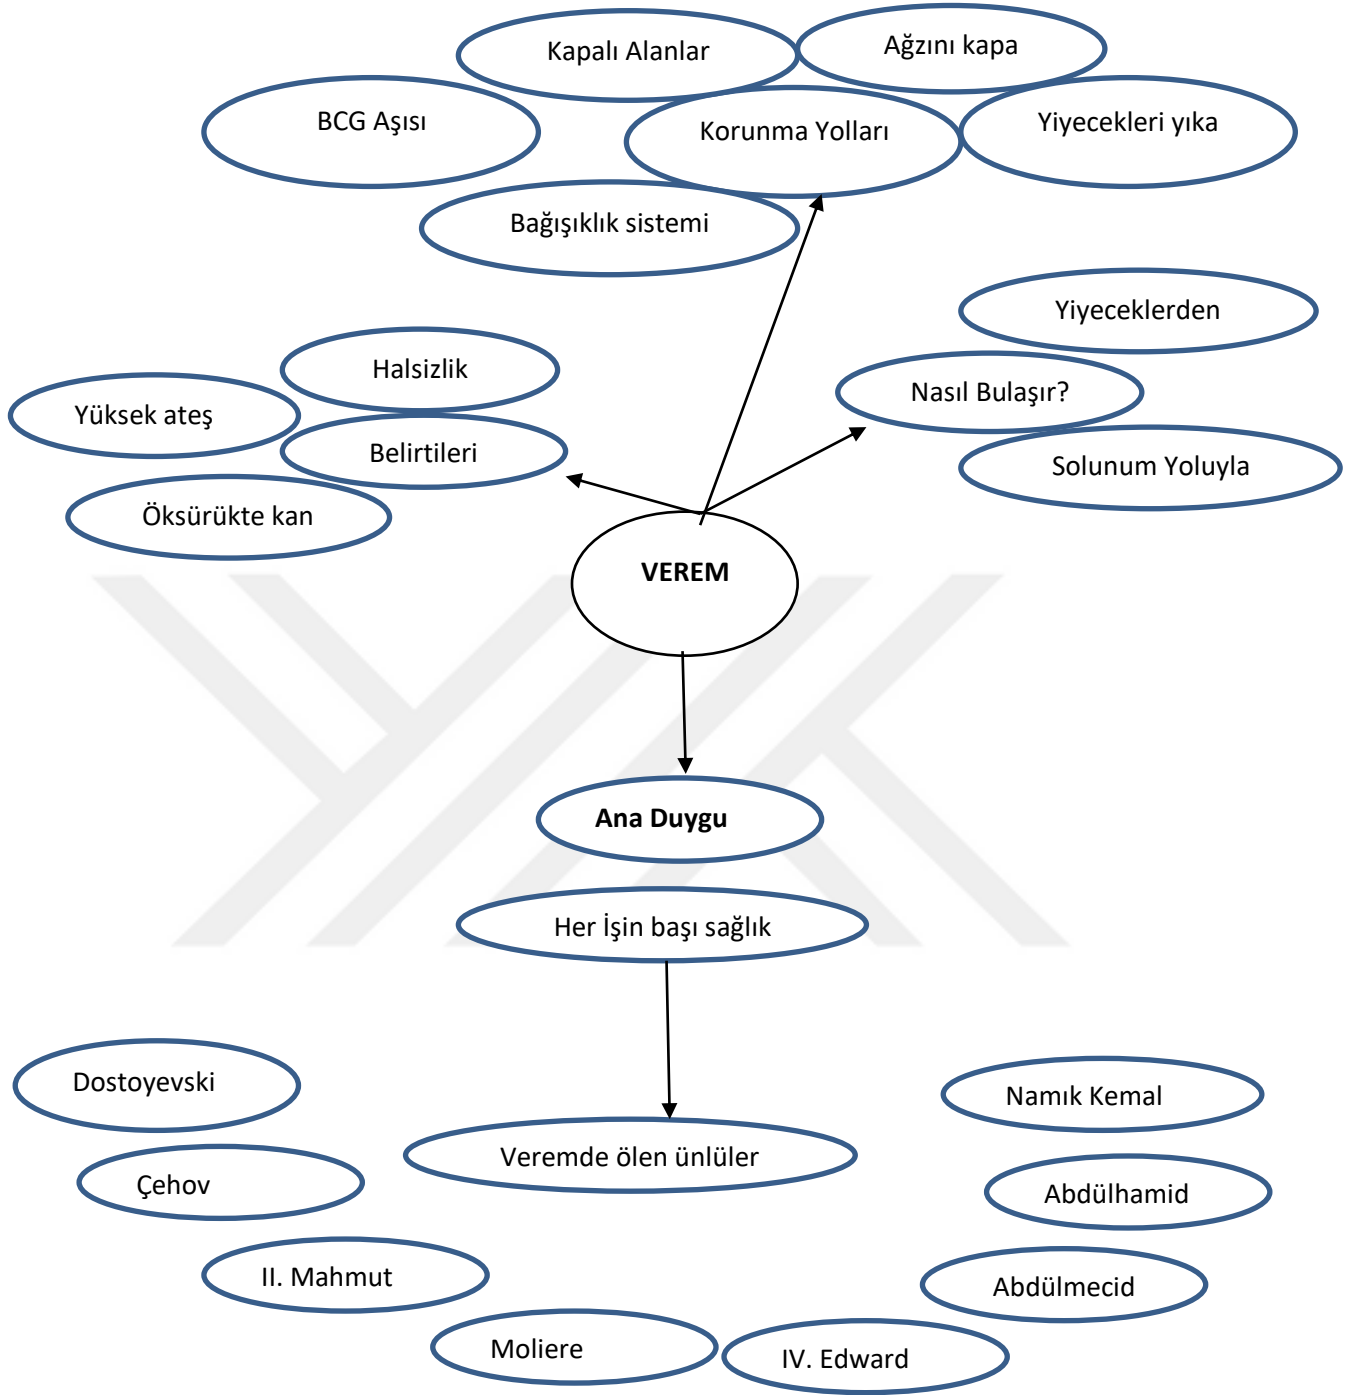 Kapalı Alanlar
Ağzını kapa
BCG Aşısı
Korunma Yolları
Yiyecekleri yıka
Bağışıklık sistemi
Yiyeceklerden
Halsizlik
Nasıl Bulaşır?
Yüksek ateş
Belirtileri
Solunum Yoluyla
Öksürükte kan
VEREM
Ana Duygu
Her İşin başı sağlık
Dostoyevski
Namık Kemal
Veremde ölen ünlüler
Çehov
Abdülhamid
II. Mahmut
Abdülmecid
Moliere
IV. Edward